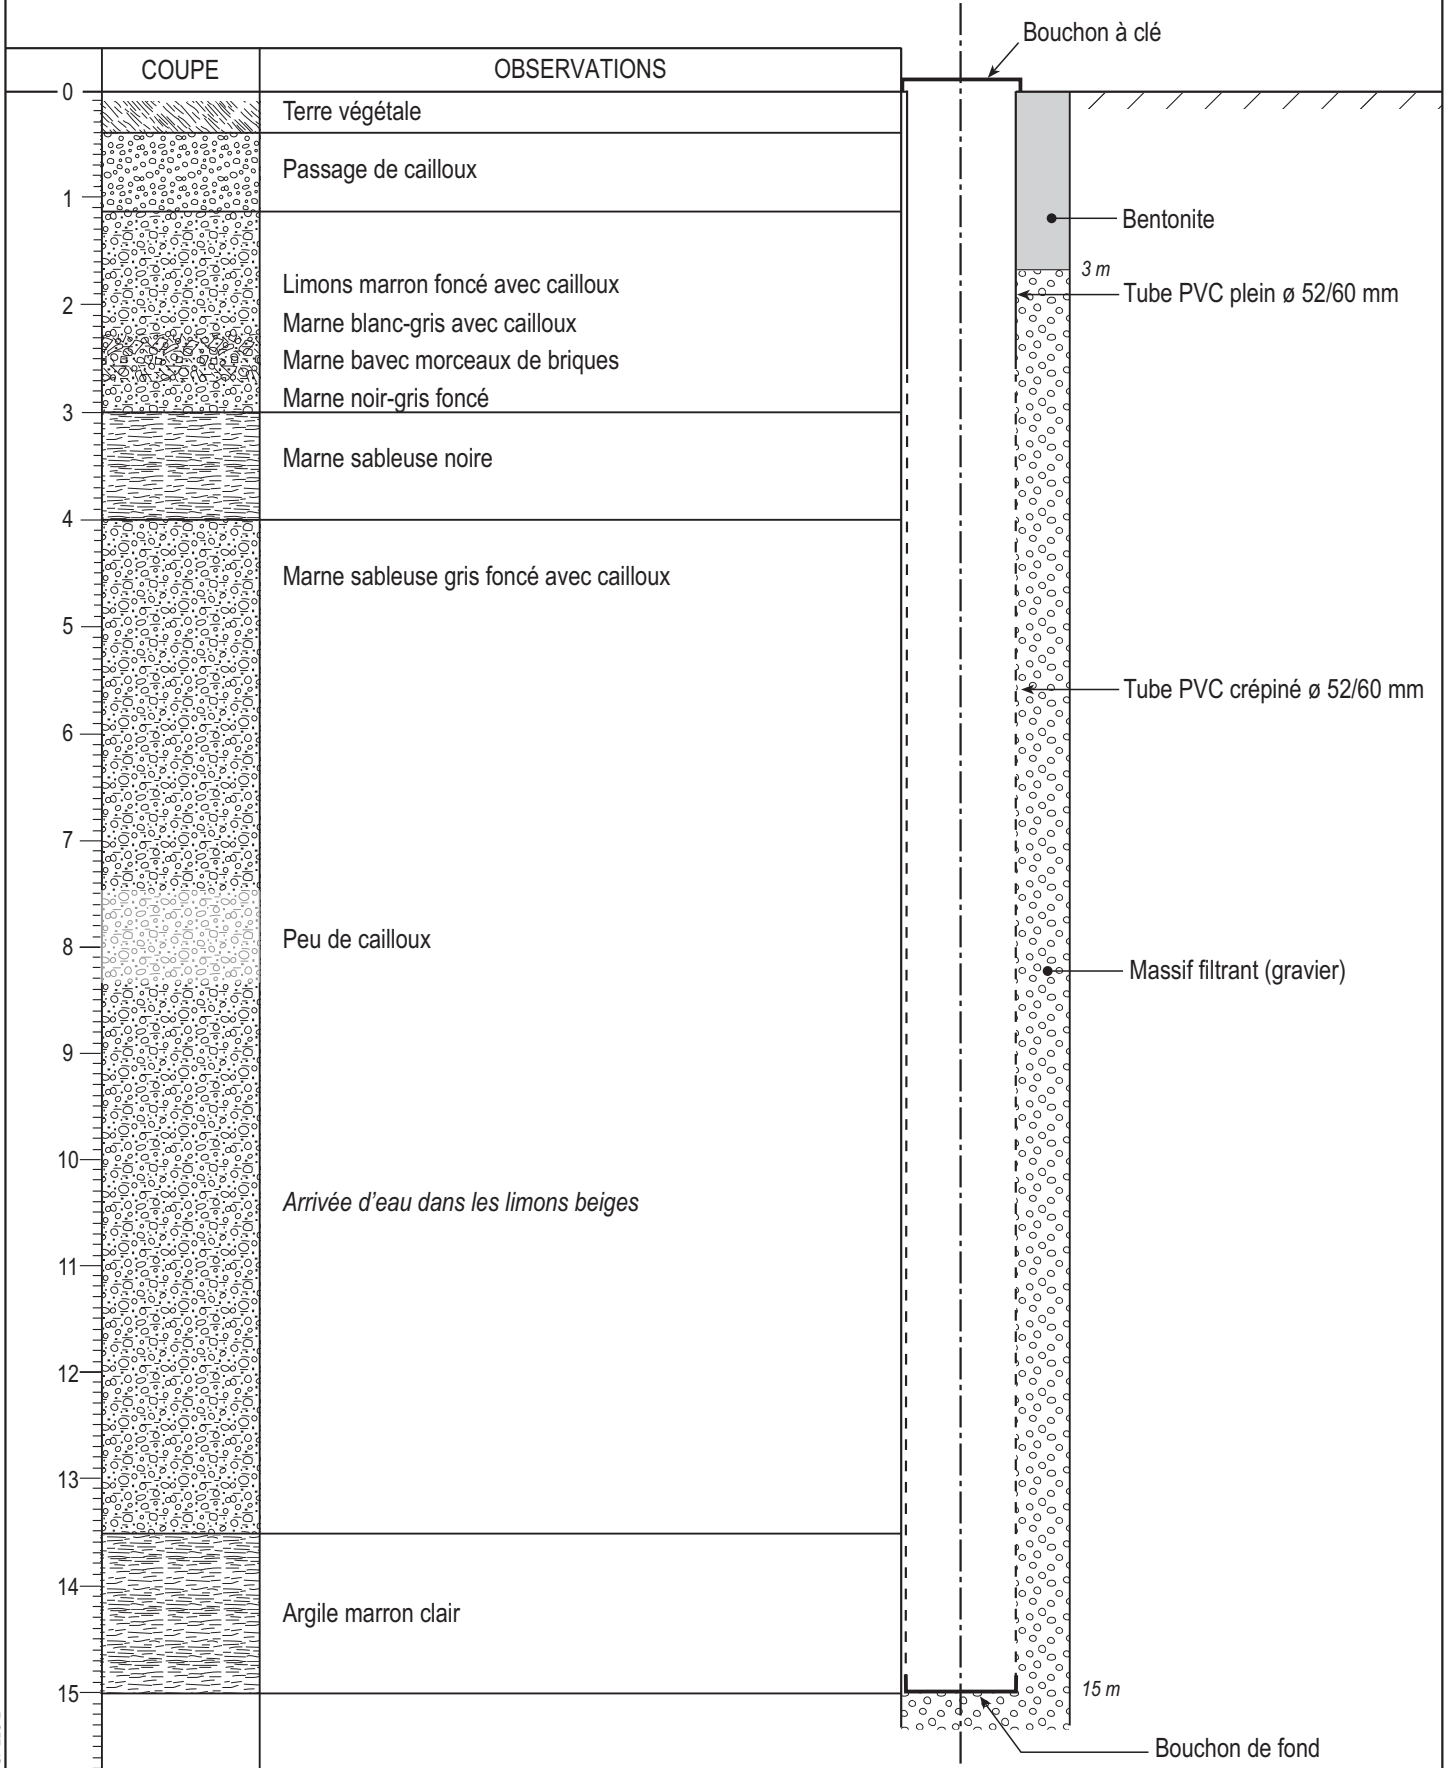 Bouchon à clé
COUPE
OBSERVATIONS
0
Terre végétale
Passage de cailloux
1
Bentonite
3 m
Limons marron foncé avec cailloux
Tube PVC plein ø 52/60 mm
2
Marne blanc-gris avec cailloux
Marne bavec morceaux de briques
Marne noir-gris foncé
3
Marne sableuse noire
4
Marne sableuse gris foncé avec cailloux
5
Tube PVC crépiné ø 52/60 mm
6
7
Peu de cailloux
8
Massif filtrant (gravier)
9
10
Arrivée d'eau dans les limons beiges
11
12
13
14
Argile marron clair
15
15 m
Bouchon de fond